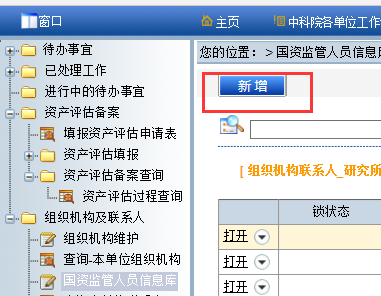 窗口
主页
中科院各单位工作
您的位置： >国资监管人员信息库
待办事宜
已处理工作
进行中的待办事宜
资产评估备案
填报资产评估申请表
资产评估填报
资产评估备案查询
资产评估过程查询
组织机构及联系人
组织机构维护
查询-本单位组织机构
国资监管人员信息库
新增
[ 组织机构联系人_研究所
锁状态
打开
打开
打开